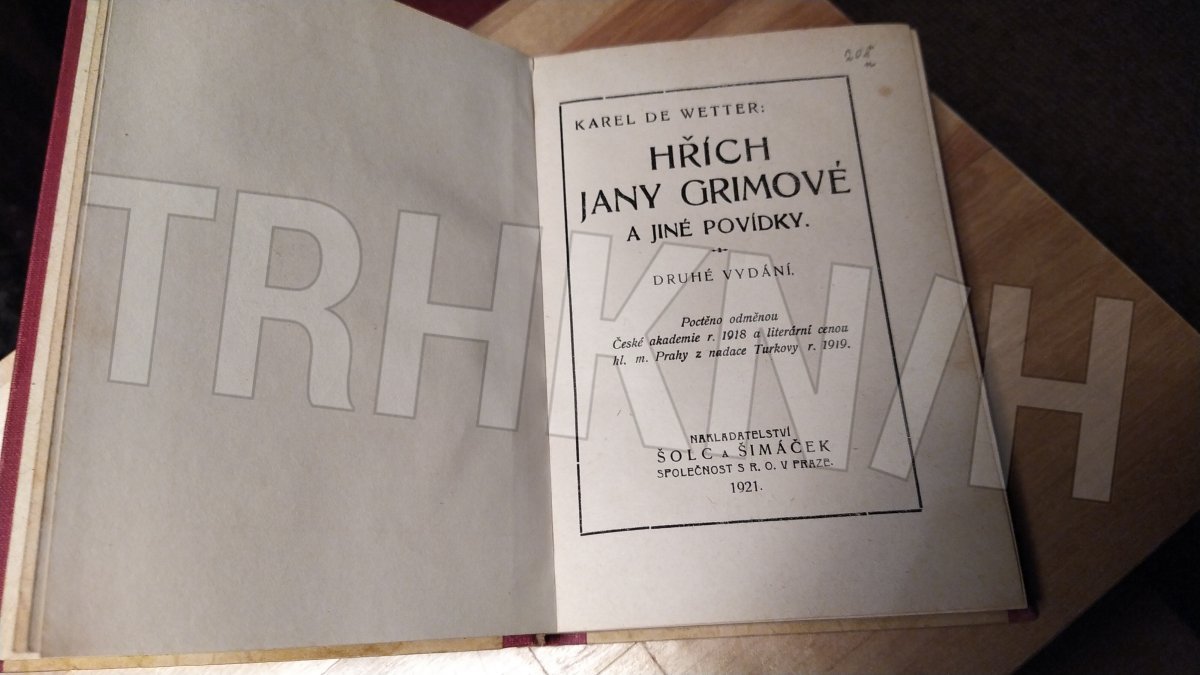 208
KAREL DE WETTER:
HŘÍCH
JANY GRIMOVÉ
A JINÉ POVÍDKY.
DRUHÉ VYDÁNÍ.
Poctěno odměnou
České akademie r. 1918 a literární cenou
hl. m. Prahy z nadace Turkovy r. 1919.
NAKLADATELSTVÍ
ŠOLC A ŠIMÁČEK
SPOLEČNOST S R. O. V PRAZE.
1921.
TRHKNIH